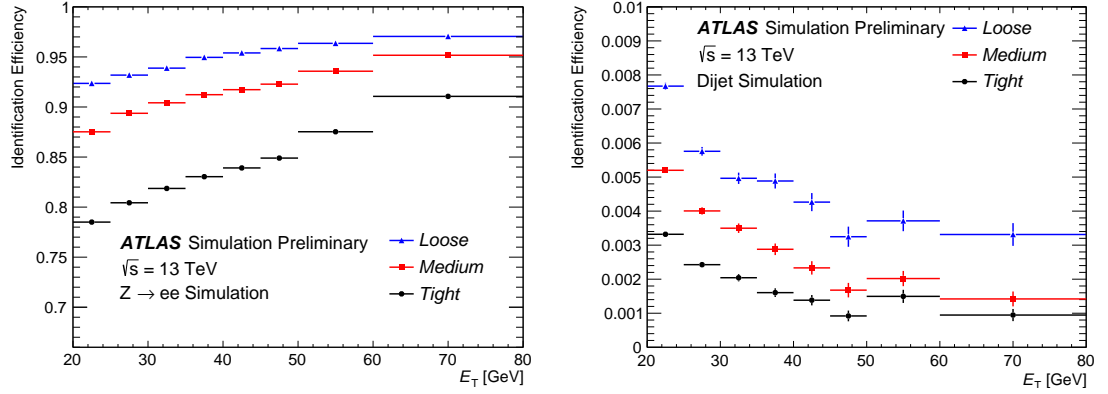 Identification Efficiency
1
0.95
0.9
0.85
0.8
0.75
0.7
ATLAS Simulation Preliminary
√s = 13 TeV
Z → ee Simulation
Loose
Medium
Tight
20 30 40 50 60 70 80
E_T [GeV]
Identification Efficiency
0.01
0.009
0.008
0.007
0.006
0.005
0.004
0.003
0.002
0.001
0
ATLAS Simulation Preliminary
√s = 13 TeV
Dijet Simulation
Loose
Medium
Tight
20 30 40 50 60 70 80
E_T [GeV]